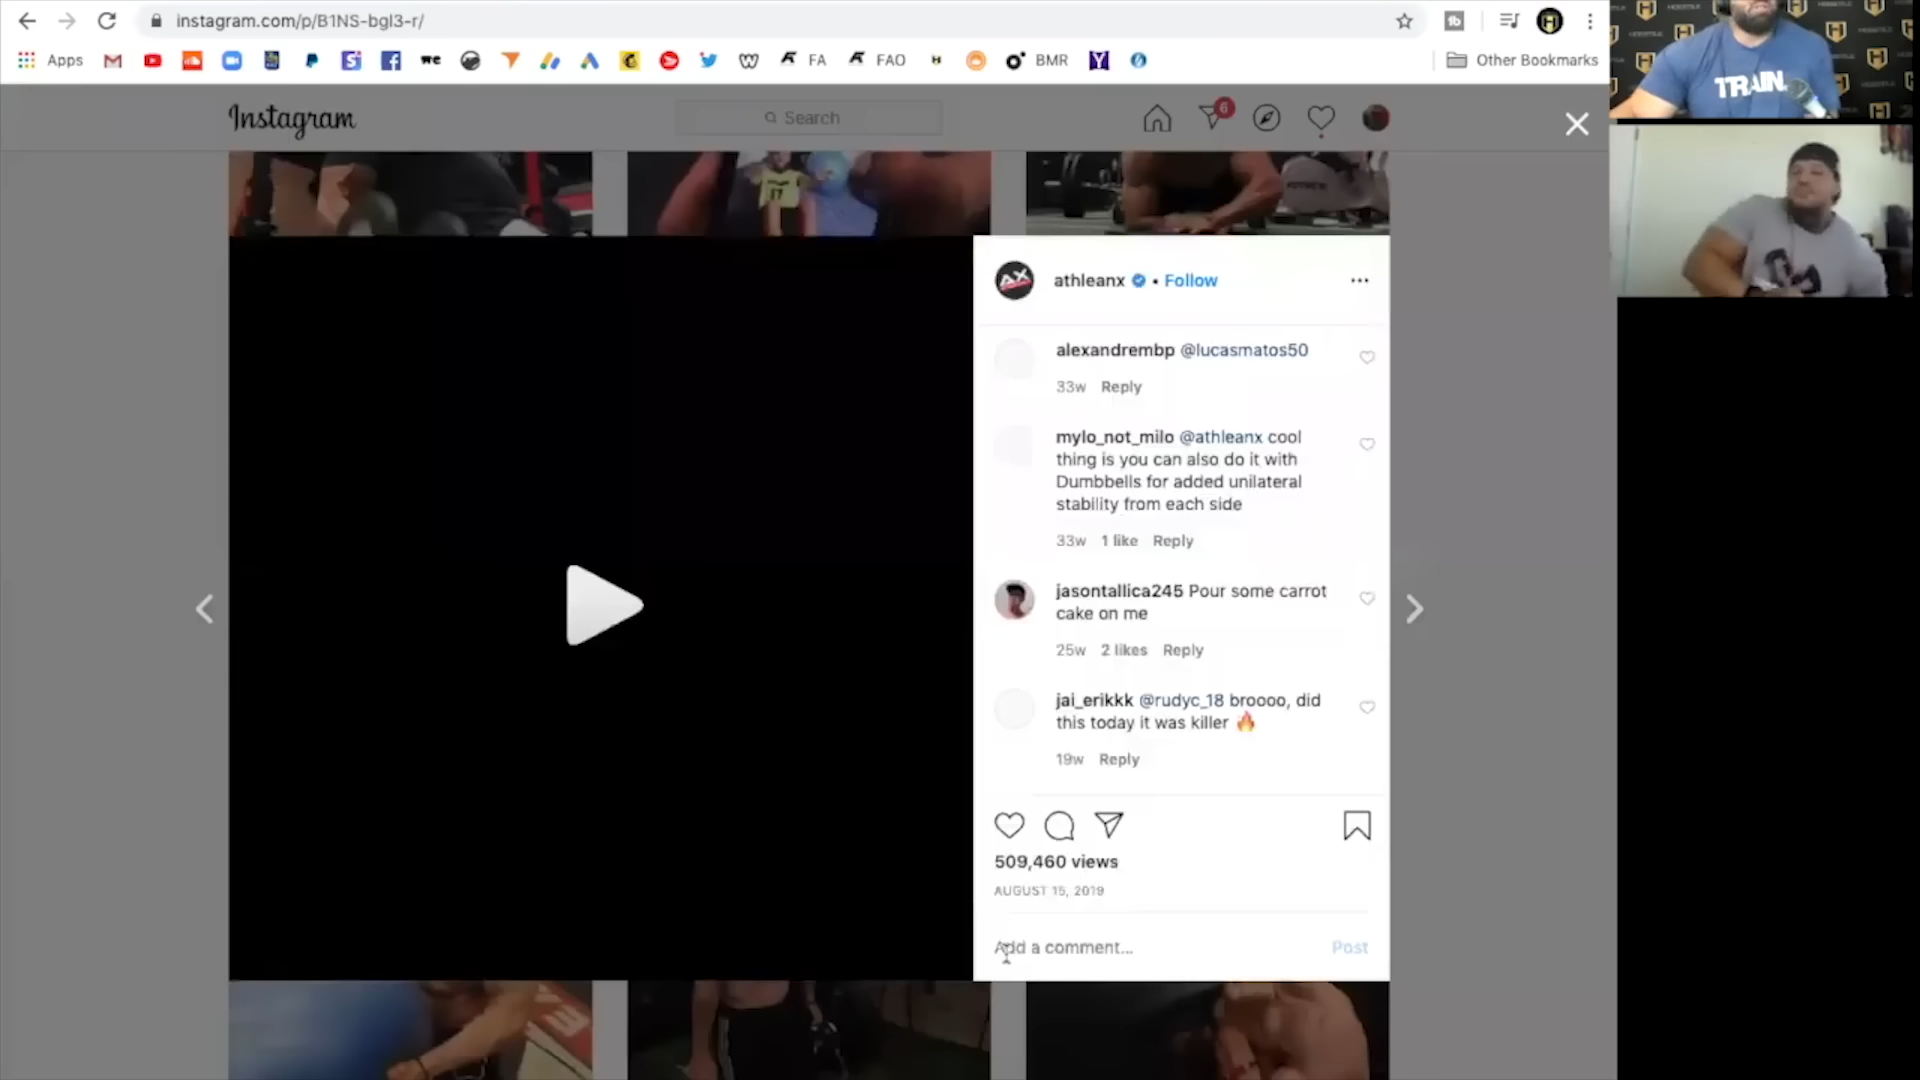 instagram.com/p/B1NS-bgl3-r/
Apps
FA
FAO
BMR
Other Bookmarks
TRAIN.
Instagram
Search
6
17
athleanx • Follow
alexandrembp @lucasmatos50
33w Reply
mylo_not_milo @athleanx cool
thing is you can also do it with
Dumbbells for added unilateral
stability from each side
33w 1 like Reply
jasontallica245 Pour some carrot
cake on me
25w 2 likes Reply
jai_erikkk @rudyc_18 broooo, did
this today it was killer 🔥
19w Reply
509,460 views
AUGUST 15, 2019
Add a comment...
Post